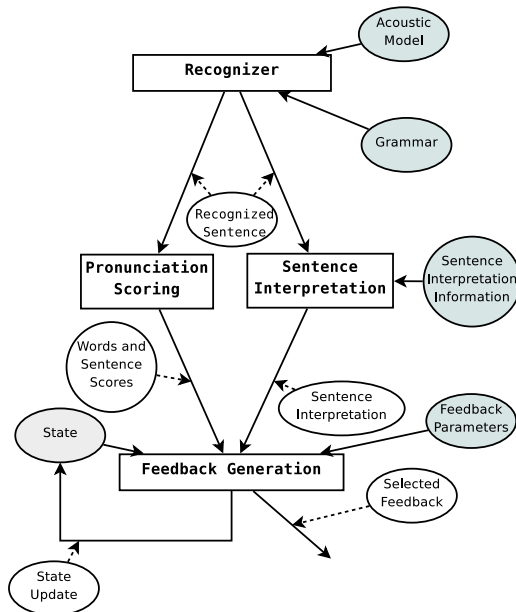 Acoustic
Model
Recognizer
Grammar
Recognized
Sentence
Pronunciation
Scoring
Sentence
Interpretation
Sentence
Interpretation
Information
Words and
Sentence
Scores
Sentence
Interpretation
Feedback
Parameters
State
Feedback Generation
Selected
Feedback
State
Update